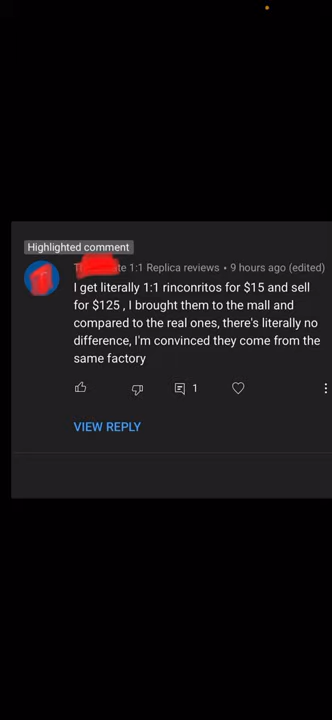 Highlighted comment
1:1 Replica reviews • 9 hours ago (edited)
I get literally 1:1 rinconritos for $15 and sell
for $125 , I brought them to the mall and
compared to the real ones, there's literally no
difference, I'm convinced they come from the
same factory
1
VIEW REPLY